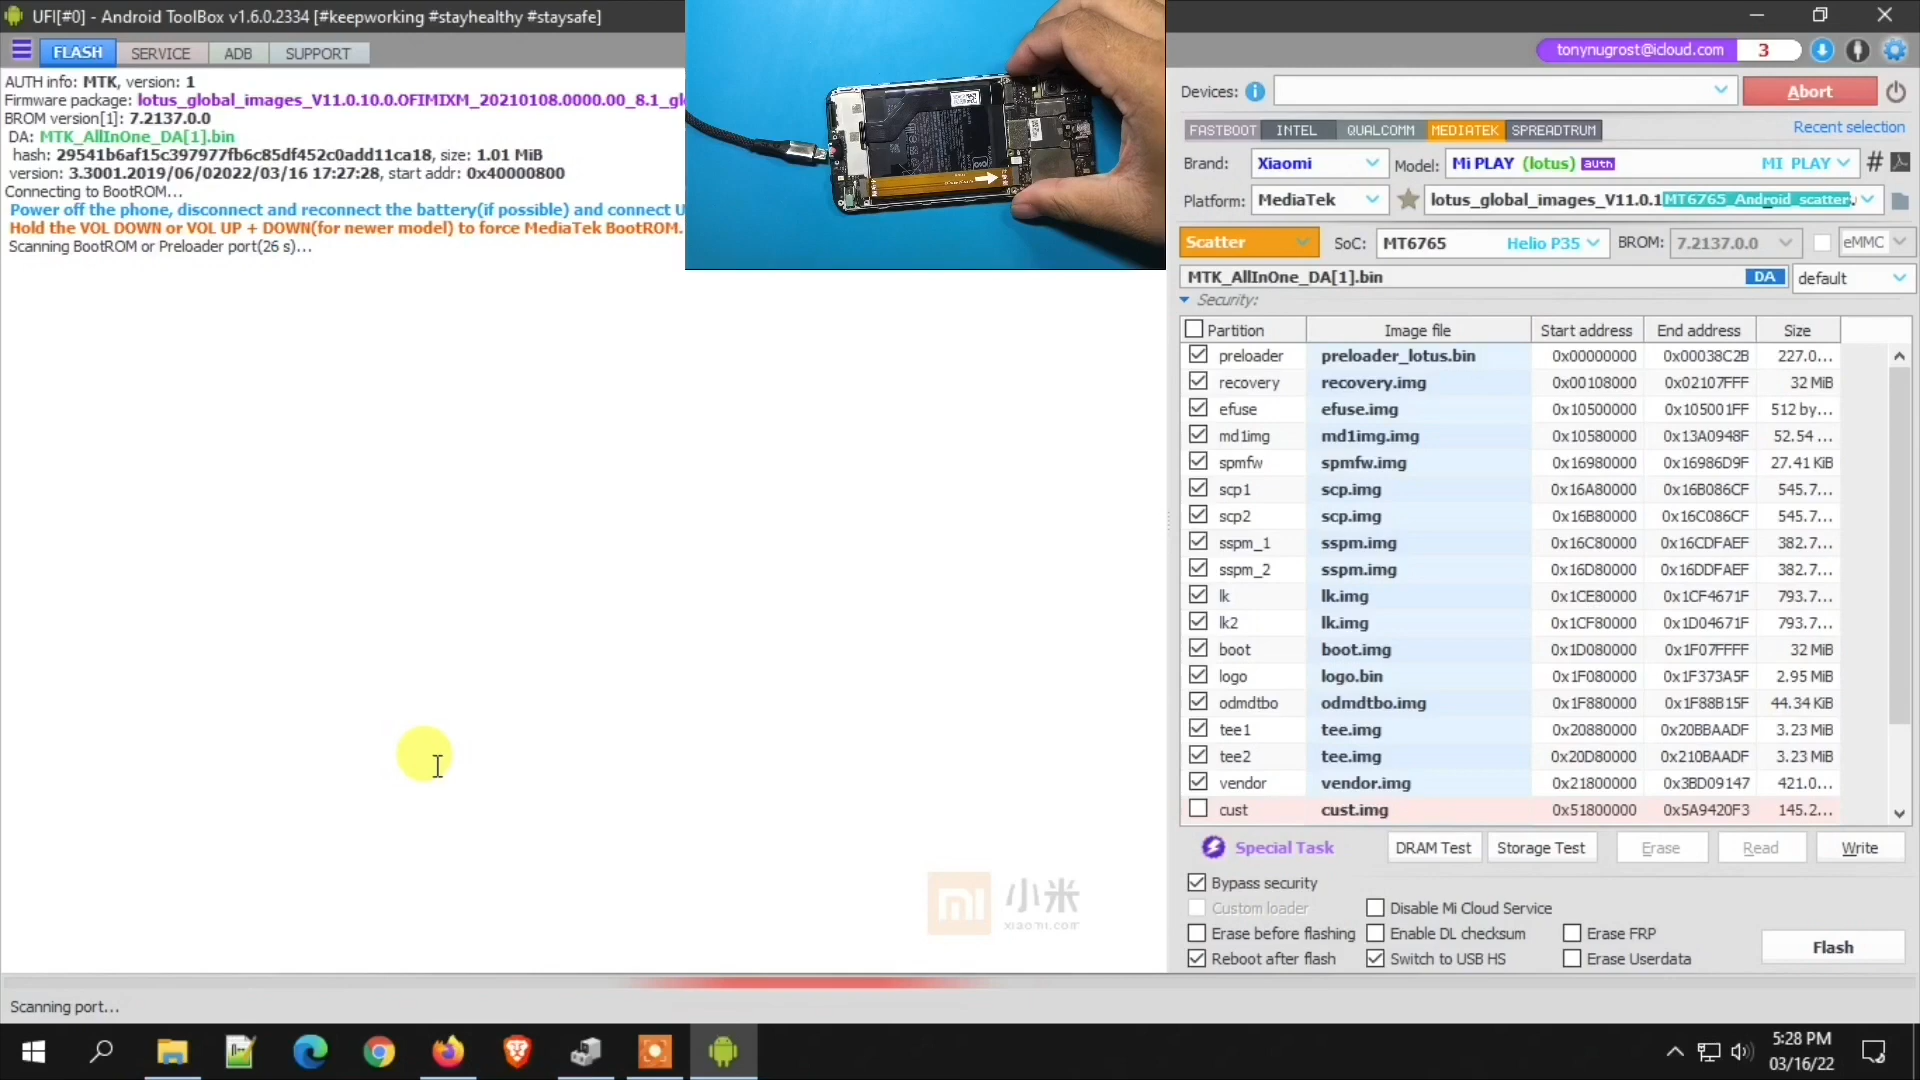 UFI[#0] - Android ToolBox v1.6.0.2334 [#keepworking #stayhealthy #staysafe]
FLASH SERVICE ADB SUPPORT
tonynugrost@icloud.com 3
AUTH info: MTK, version: 1
Firmware package: lotus_global_images_V11.0.10.0.OFIMIXM_20210108.0000.00_8.1_gl
BROM version[1]: 7.2137.0.0
DA: MTK_AllInOne_DA[1].bin
hash: 29541b6af15c397977fb6c85df452c0add11ca18, size: 1.01 MiB
version: 3.3001.2019/06/02022/03/16 17:27:28, start addr: 0x40000800
Connecting to BootROM...
Power off the phone, disconnect and reconnect the battery(if possible) and connect U
Hold the VOL DOWN or VOL UP + DOWN(for newer model) to force MediaTek BootROM.
Scanning BootROM or Preloader port(26 s)...
Devices: Abort
FASTBOOT INTEL QUALCOMM MEDIATEK SPREADTRUM Recent selection
Brand: Xiaomi Model: Mi PLAY (lotus) auth MI PLAY #
Platform: MediaTek lotus_global_images_V11.0.1 MT6765_Android_scatter.
Scatter SoC: MT6765 Helio P35 BROM: 7.2137.0.0 eMMC
MTK_AllInOne_DA[1].bin DA default
Security:
Partition Image file Start address End address Size
preloader preloader_lotus.bin 0x00000000 0x00038C2B 227.0...
recovery recovery.img 0x00108000 0x02107FFF 32 MiB
efuse efuse.img 0x10500000 0x105001FF 512 by...
md1img md1img.img 0x10580000 0x13A0948F 52.54 ...
spmfw spmfw.img 0x16980000 0x16986D9F 27.41 KiB
scp1 scp.img 0x16A80000 0x16B086CF 545.7...
scp2 scp.img 0x16B80000 0x16C086CF 545.7...
sspm_1 sspm.img 0x16C80000 0x16CDFAEF 382.7...
sspm_2 sspm.img 0x16D80000 0x16DDFAEF 382.7...
lk lk.img 0x1CE80000 0x1CF4671F 793.7...
lk2 lk.img 0x1CF80000 0x1D04671F 793.7...
boot boot.img 0x1D080000 0x1F07FFFF 32 MiB
logo logo.bin 0x1F080000 0x1F373A5F 2.95 MiB
odmdtbo odmdtbo.img 0x1F880000 0x1F88B15F 44.34 KiB
tee1 tee.img 0x20880000 0x20BBAADF 3.23 MiB
tee2 tee.img 0x20D80000 0x210BAADF 3.23 MiB
vendor vendor.img 0x21800000 0x3BD09147 421.0...
cust cust.img 0x51800000 0x5A9420F3 145.2...
Special Task DRAM Test Storage Test Erase Read Write
Bypass security
Custom loader Disable Mi Cloud Service
Erase before flashing Enable DL checksum Erase FRP
Reboot after flash Switch to USB HS Erase Userdata
Flash
mi 小米
xiaomi.com
Scanning port...
5:28 PM
03/16/22